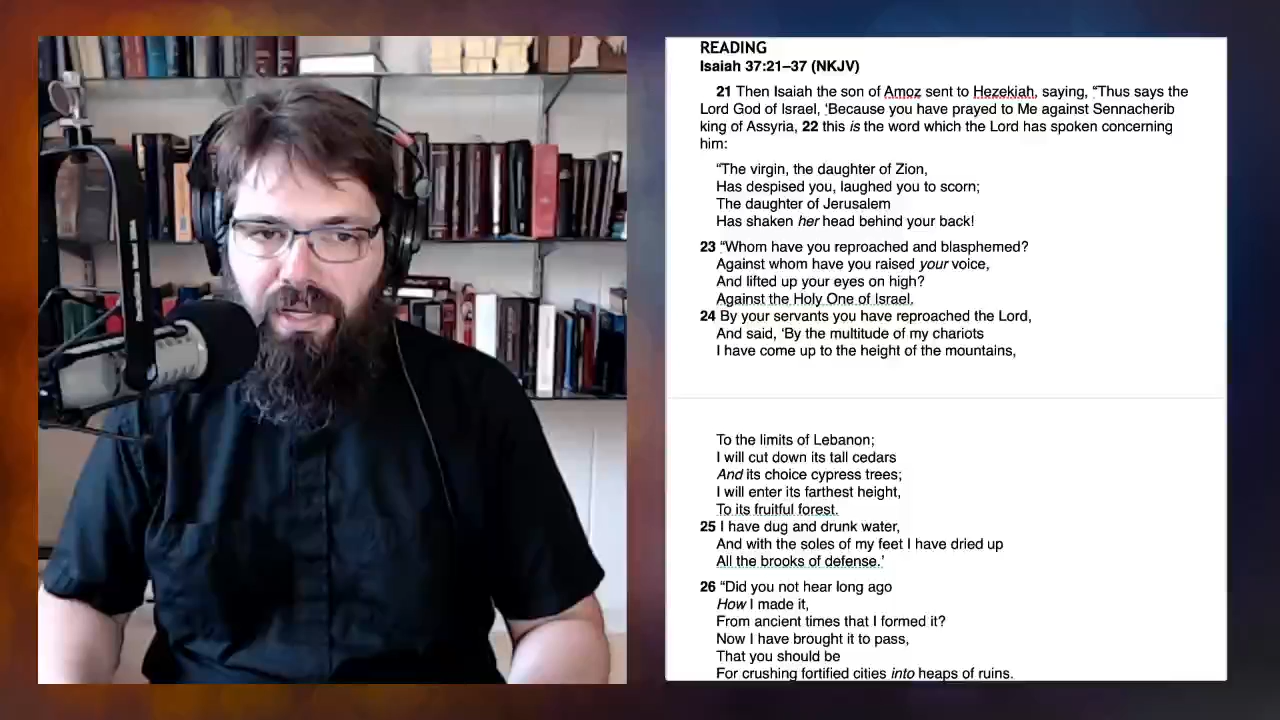 READING
Isaiah 37:21–37 (NKJV)
21 Then Isaiah the son of Amoz sent to Hezekiah, saying, “Thus says the
Lord God of Israel, ‘Because you have prayed to Me against Sennacherib
king of Assyria, 22 this is the word which the Lord has spoken concerning
him:
“The virgin, the daughter of Zion,
Has despised you, laughed you to scorn;
The daughter of Jerusalem
Has shaken her head behind your back!
23 “Whom have you reproached and blasphemed?
Against whom have you raised your voice,
And lifted up your eyes on high?
Against the Holy One of Israel.
24 By your servants you have reproached the Lord,
And said, ‘By the multitude of my chariots
I have come up to the height of the mountains,
To the limits of Lebanon;
I will cut down its tall cedars
And its choice cypress trees;
I will enter its farthest height,
To its fruitful forest.
25 I have dug and drunk water,
And with the soles of my feet I have dried up
All the brooks of defense.’
26 “Did you not hear long ago
How I made it,
From ancient times that I formed it?
Now I have brought it to pass,
That you should be
For crushing fortified cities into heaps of ruins.